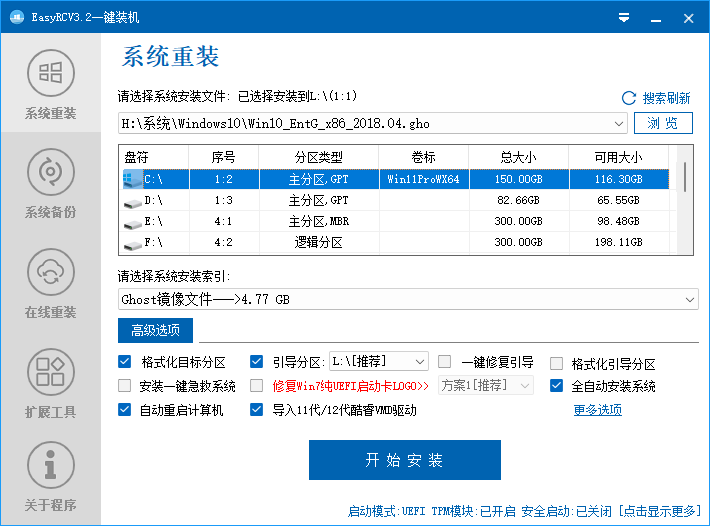 EasyRCV3.2一键装机
系统重装
系统重装
系统备份
在线重装
扩展工具
关于程序
请选择系统安装文件: 已选择安装到L:\(1:1)
搜索刷新
H:\系统\Windows10\Win10_EntG_x86_2018.04.gho
浏 览
盘符 序号 分区类型 卷标 总大小 可用大小
C:\ 1:2 主分区,GPT Win11ProWX64 150.00GB 116.30GB
D:\ 1:3 主分区,GPT 82.66GB 65.55GB
E:\ 4:1 主分区,MBR 300.00GB 98.48GB
F:\ 4:2 逻辑分区 300.00GB 198.11GB
请选择系统安装索引:
Ghost镜像文件--->4.77 GB
高级选项
格式化目标分区 引导分区: L:\[推荐] 一键修复引导 格式化引导分区
安装一键急救系统 修复Win7纯UEFI启动卡LOGO>> 方案1[推荐] 全自动安装系统
自动重启计算机 导入11代/12代酷睿VMD驱动 更多选项
开 始 安 装
启动模式:UEFI TPM模块:已开启 安全启动:已关闭 [点击显示更多]